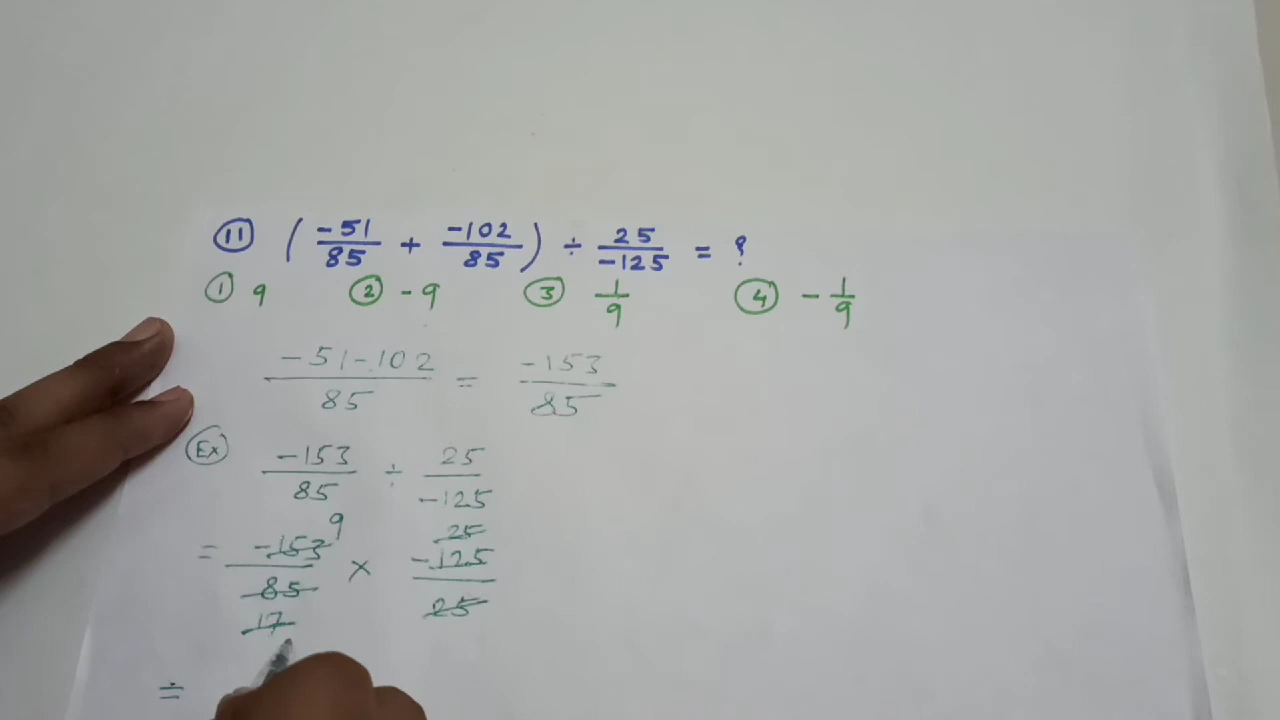 (11) (-51/85 + -102/85) ÷ 25/-125 = ?
(1) 9 (2) -9 (3) 1/9 (4) -1/9
-51-102/85 = -153/85
(Ex) -153/85 ÷ 25/-125
9 25
= -153/85 × -125/25
17
=